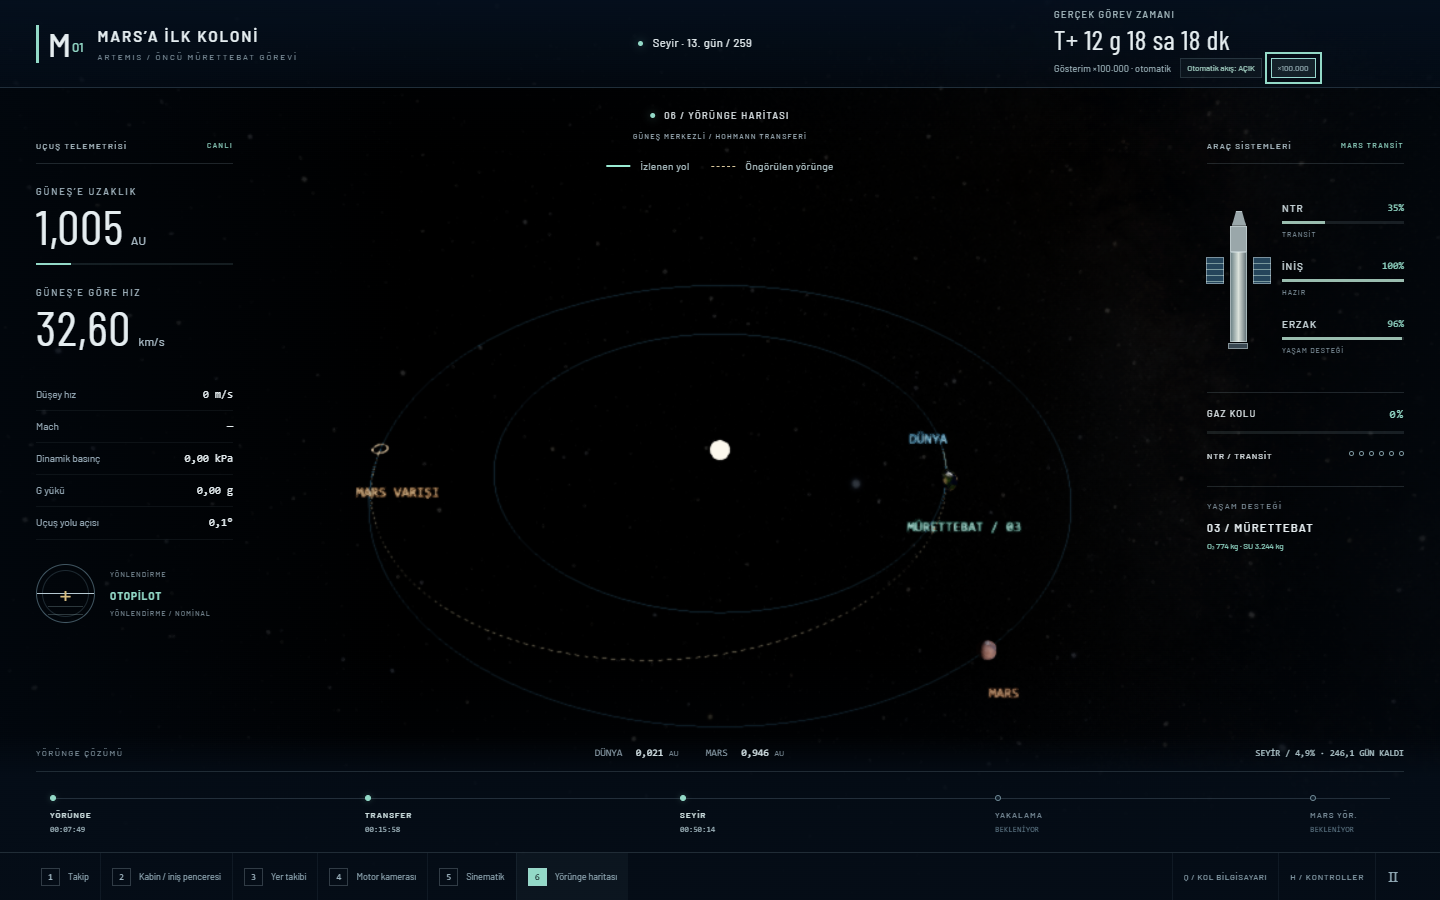 M01
MARS'A İLK KOLONİ
ARTEMIS / ÖNCÜ MÜRETTEBAT GÖREVİ
Seyir · 13. gün / 259
GERÇEK GÖREV ZAMANI
T+ 12 g 18 sa 18 dk
Gösterim ×100.000 · otomatik
Otomatik akış: AÇIK
×100.000
06 / YÖRÜNGE HARİTASI
GÜNEŞ MERKEZLİ / HOHMANN TRANSFERİ
İzlenen yol
Öngörülen yörünge
UÇUŞ TELEMETRİSİ
CANLI
GÜNEŞ'E UZAKLIK
1,005 AU
GÜNEŞ'E GÖRE HIZ
32,60 km/s
Düşey hız 0 m/s
Mach —
Dinamik basınç 0,00 kPa
G yükü 0,00 g
Uçuş yolu açısı 0,1°
YÖNLENDİRME
OTOPİLOT
YÖNLENDİRME / NOMİNAL
DÜNYA
MARS VARIŞI
MÜRETTEBAT / 03
MARS
ARAÇ SİSTEMLERİ
MARS TRANSİT
NTR 35%
TRANSİT
İNİŞ 100%
HAZIR
ERZAK 96%
YAŞAM DESTEĞİ
GAZ KOLU 0%
NTR / TRANSİT
YAŞAM DESTEĞİ
03 / MÜRETTEBAT
O₂ 774 kg · SU 3.244 kg
YÖRÜNGE ÇÖZÜMÜ
DÜNYA 0,021 AU MARS 0,946 AU
SEYİR / 4,9% · 246,1 GÜN KALDI
YÖRÜNGE
00:07:49
TRANSFER
00:15:58
SEYİR
00:50:14
YAKALAMA
BEKLENİYOR
MARS YÖR.
BEKLENİYOR
1 Takip
2 Kabin / iniş penceresi
3 Yer takibi
4 Motor kamerası
5 Sinematik
6 Yörünge haritası
Q / KOL BİLGİSAYARI
H / KONTROLLER